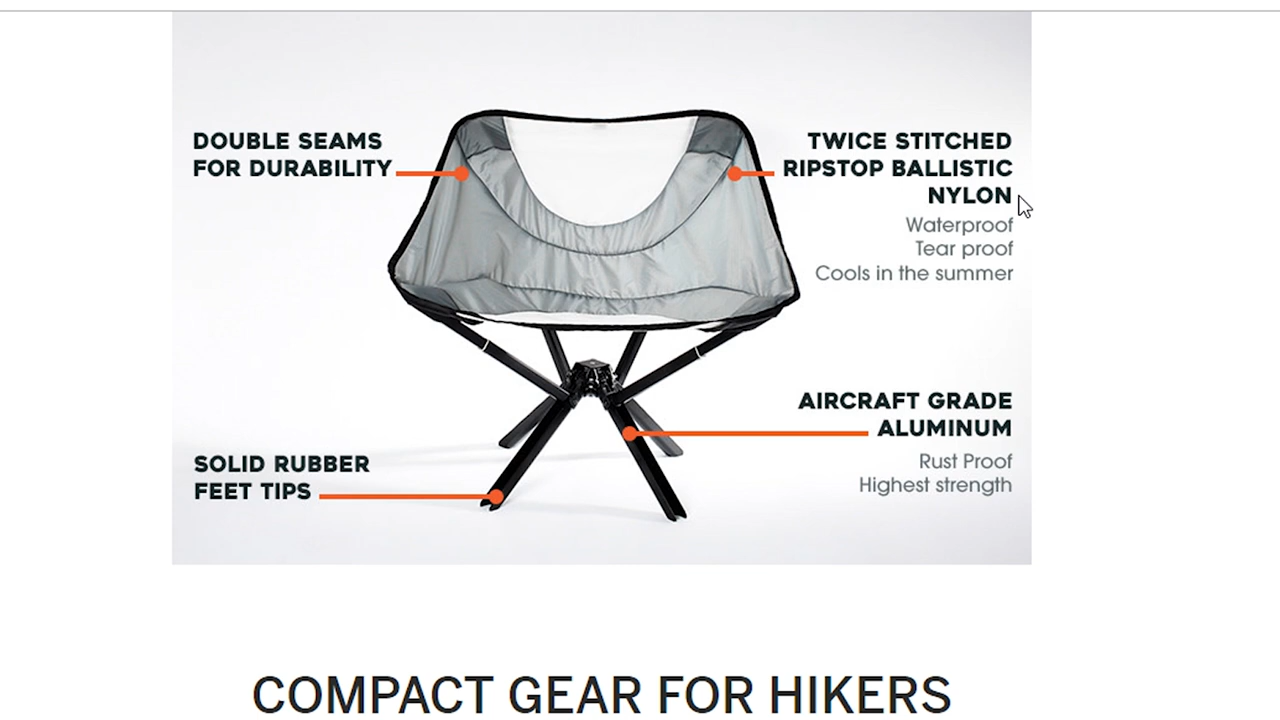 DOUBLE SEAMS
FOR DURABILITY
TWICE STITCHED
RIPSTOP BALLISTIC
NYLON
Waterproof
Tear proof
Cools in the summer
AIRCRAFT GRADE
ALUMINUM
Rust Proof
Highest strength
SOLID RUBBER
FEET TIPS
COMPACT GEAR FOR HIKERS